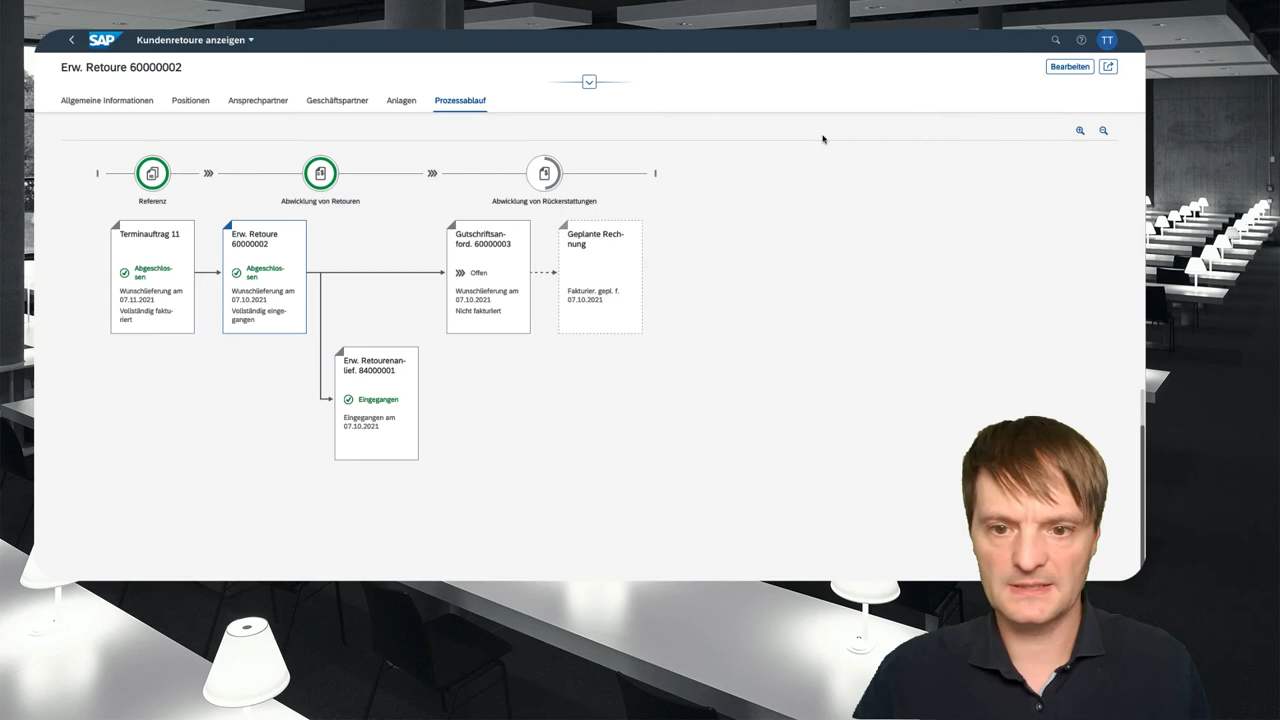 SAP
Kundenretoure anzeigen
TT
Erw. Retoure 60000002
Bearbeiten
Allgemeine Informationen
Positionen
Ansprechpartner
Geschäftspartner
Anlagen
Prozessablauf
Referenz
Abwicklung von Retouren
Abwicklung von Rückerstattungen
Terminauftrag 11
Abgeschlos-
sen
Wunschlieferung am
07.11.2021
Vollständig faktu-
riert
Erw. Retoure
60000002
Abgeschlos-
sen
Wunschlieferung am
07.10.2021
Vollständig einge-
gangen
Gutschriftsan-
ford. 60000003
Offen
Wunschlieferung am
07.10.2021
Nicht fakturiert
Geplante Rech-
nung
Fakturier. gepl. f.
07.10.2021
Erw. Retourenan-
lief. 84000001
Eingegangen
Eingegangen am
07.10.2021